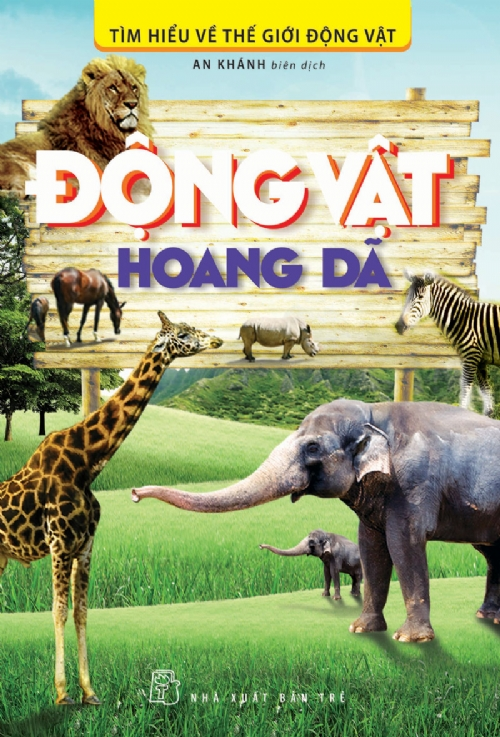 TÌM HIỂU VỀ THẾ GIỚI ĐỘNG VẬT
AN KHÁNH biên dịch
ĐỘNG VẬT
HOANG DÃ
NHÀ XUẤT BẢN TRẺ